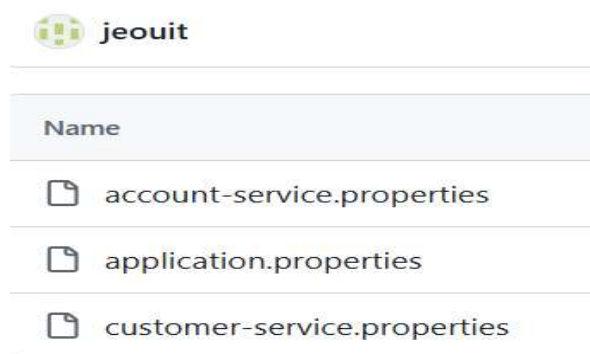 jeouit
Name
account-service.properties
application.properties
customer-service.properties